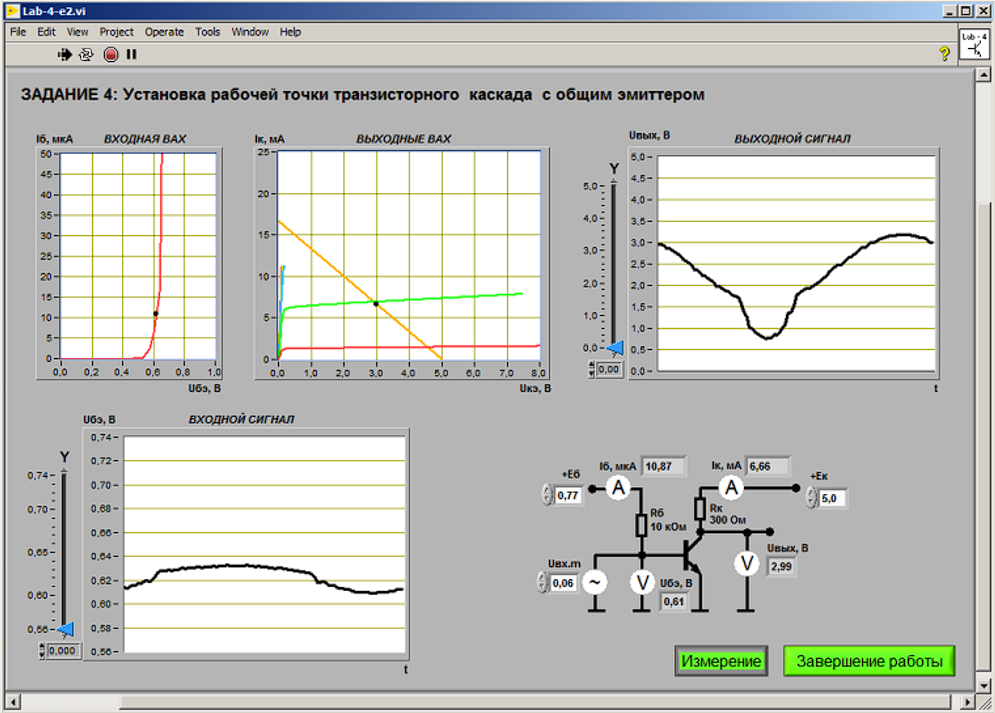 Lab-4-e2.vi
File Edit View Project Operate Tools Window Help
?
Lab - 4
ЗАДАНИЕ 4: Установка рабочей точки транзисторного каскада с общим эмиттером
Iб, мкА ВХОДНАЯ ВАХ
50
45
40
35
30
25
20
15
10
5
0
0,0 0,2 0,4 0,6 0,8 1,0
Uбэ, В
Iк, мА ВЫХОДНЫЕ ВАХ
25
20
15
10
5
0
0,0 1,0 2,0 3,0 4,0 5,0 6,0 7,0 8,0
Uкэ, В
Y
5,0
4,0
3,0
2,0
1,0
0,0
0,00
Uвых, В ВЫХОДНОЙ СИГНАЛ
5,0
4,5
4,0
3,5
3,0
2,5
2,0
1,5
1,0
0,5
0,0
t
Y
0,74
0,70
0,65
0,60
0,56
0,000
Uбэ, В ВХОДНОЙ СИГНАЛ
0,74
0,72
0,70
0,68
0,66
0,64
0,62
0,60
0,58
0,56
t
Iб, мкА 10,87
Iк, мА 6,66
+Eб
0,77
A
A
+Eк
5,0
Rб
10 кОм
Rк
300 Ом
Uвх.m
0,06
~
V
Uбэ, В
0,61
V
Uвых, В
2,99
Измерение
Завершение работы